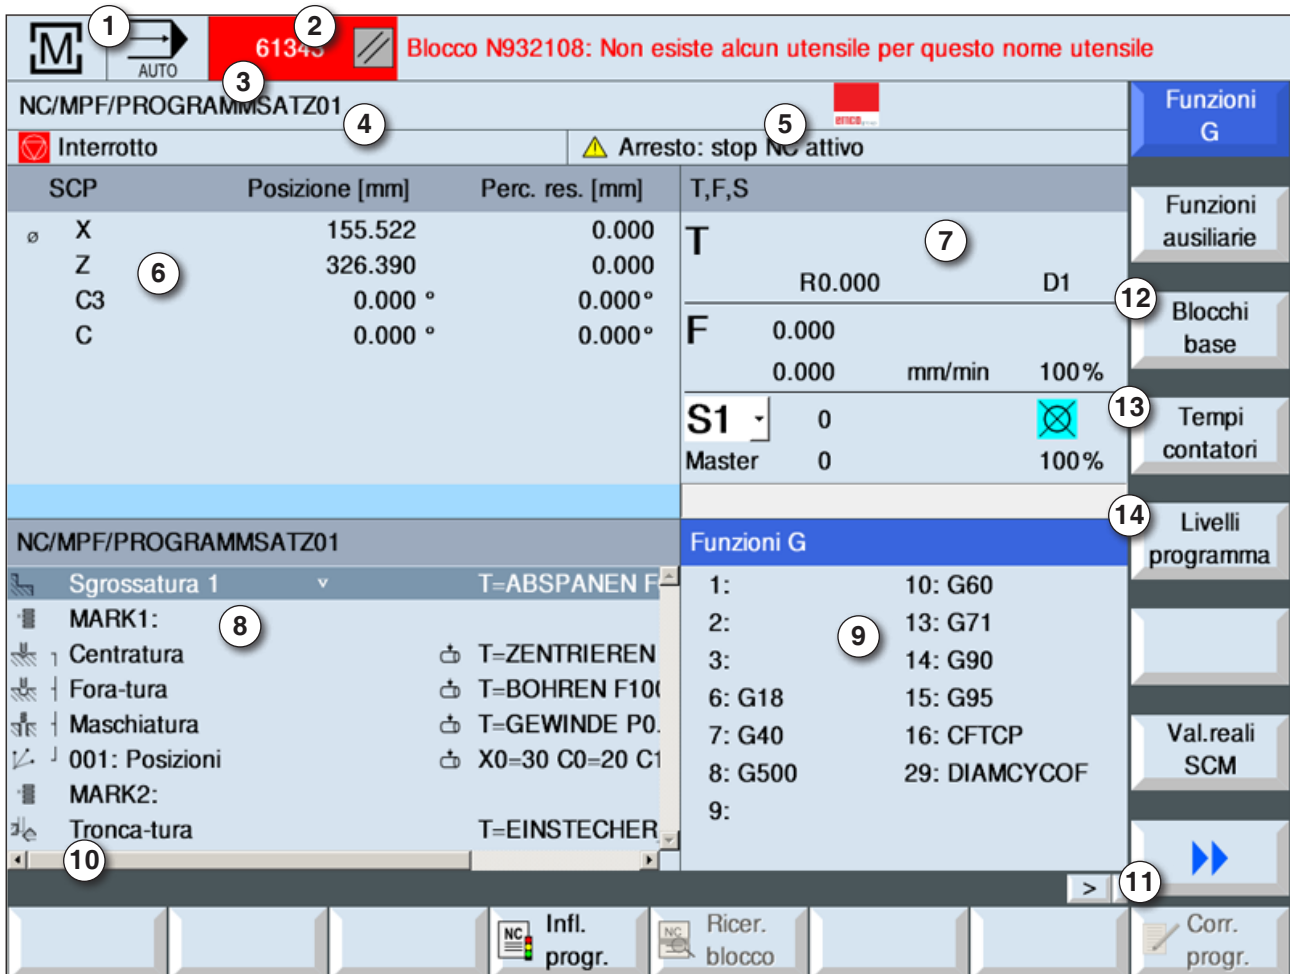 1
2
M
AUTO
61343
Blocco N932108: Non esiste alcun utensile per questo nome utensile
3
NC/MPF/PROGRAMMSATZ01
4
emco
5
Interrotto
Arresto: stop NC attivo
SCP Posizione [mm] Perc. res. [mm]
ø X 155.522 0.000
Z 326.390 0.000
6
C3 0.000 ° 0.000°
C 0.000 ° 0.000°
T,F,S
T
7
R0.000 D1
F 0.000
0.000 mm/min 100%
S1 0
Master 0 100%
NC/MPF/PROGRAMMSATZ01
Sgrossatura 1 T=ABSPANEN F
MARK1:
8
Centratura T=ZENTRIEREN
Fora-tura T=BOHREN F100
Maschiatura T=GEWINDE P0.
001: Posizioni X0=30 C0=20 C1
MARK2:
Tronca-tura T=EINSTECHER
10
Funzioni G
1: 10: G60
2: 13: G71
9
3: 14: G90
6: G18 15: G95
7: G40 16: CFTCP
8: G500 29: DIAMCYCOF
9:
>
11
Funzioni
G
Funzioni
ausiliarie
12
Blocchi
base
13
Tempi
contatori
14
Livelli
programma
Val.reali
SCM
NC
Infl.
progr.
NC
Ricer.
blocco
Corr.
progr.